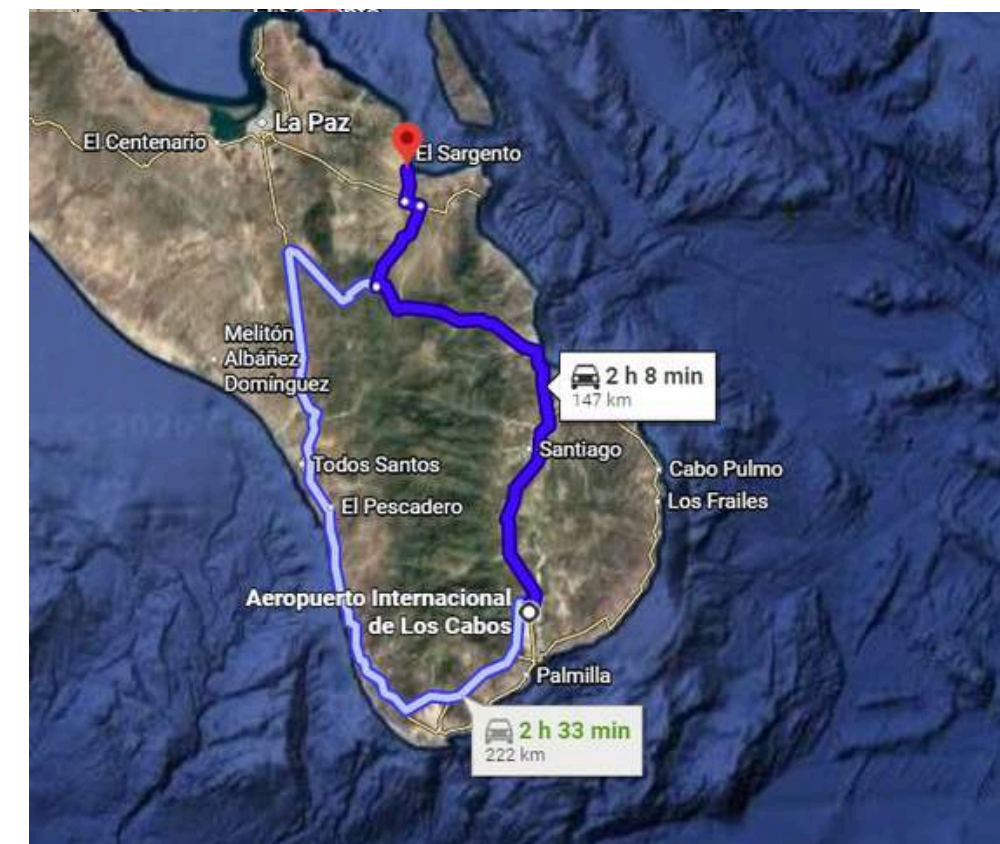 La Paz
El Centenario
El Sargento
Melitón
Albáñez
Domínguez
2 h 8 min
147 km
Santiago
Todos Santos
Cabo Pulmo
Los Frailes
El Pescadero
Aeropuerto Internacional
de Los Cabos
Palmilla
2 h 33 min
222 km